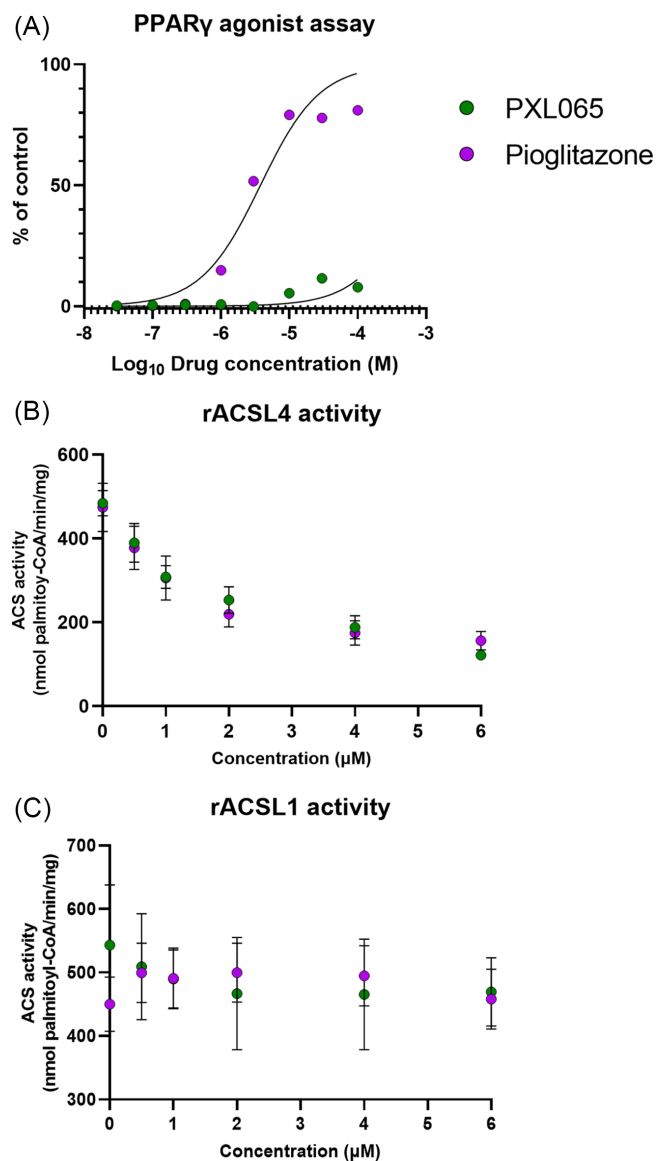 (A)
PPARγ agonist assay
100
50
0
% of control
-8 -7 -6 -5 -4 -3
Log10 Drug concentration (M)
PXL065
Pioglitazone
(B)
rACSL4 activity
600
400
200
0
ACS activity
(nmol palmitoy-CoA/min/mg)
0 1 2 3 4 5 6
Concentration (μM)
(C)
rACSL1 activity
700
600
500
400
300
ACS activity
(nmol palmitoyl-CoA/min/mg)
0 1 2 3 4 5 6
Concentration (μM)